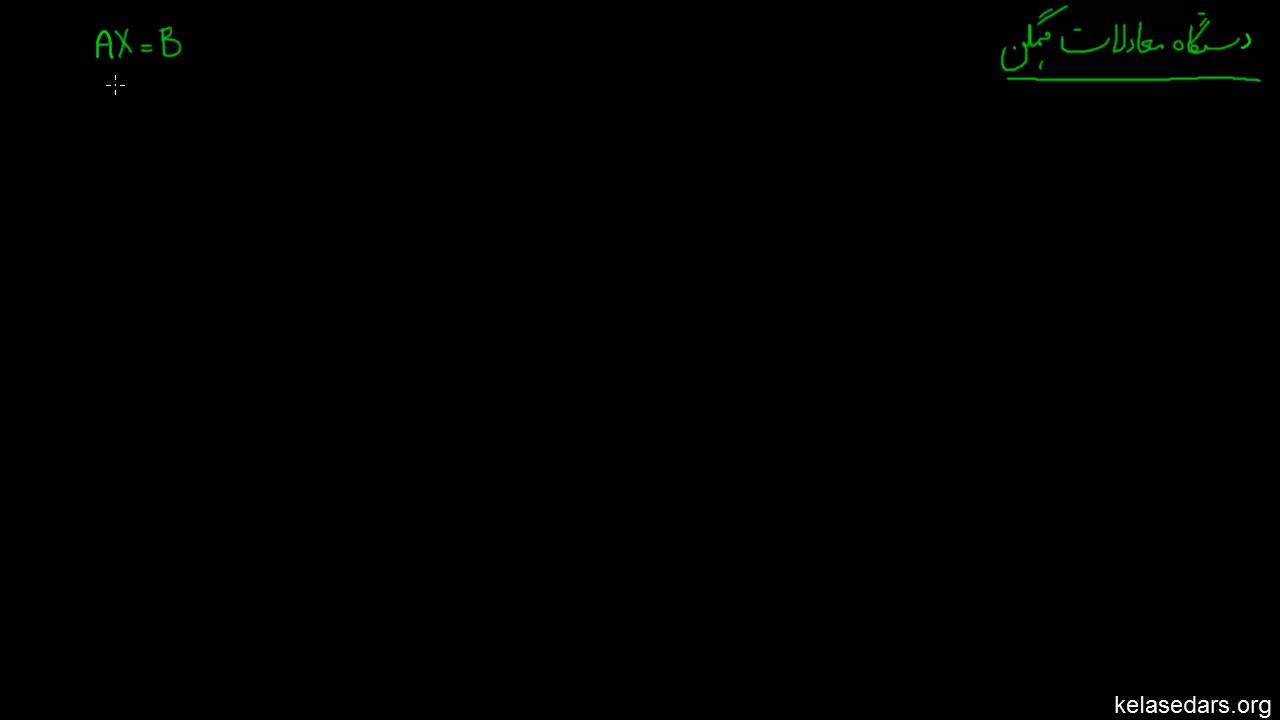 دستگاه معادلات همگن
AX = B
kelasedars.org